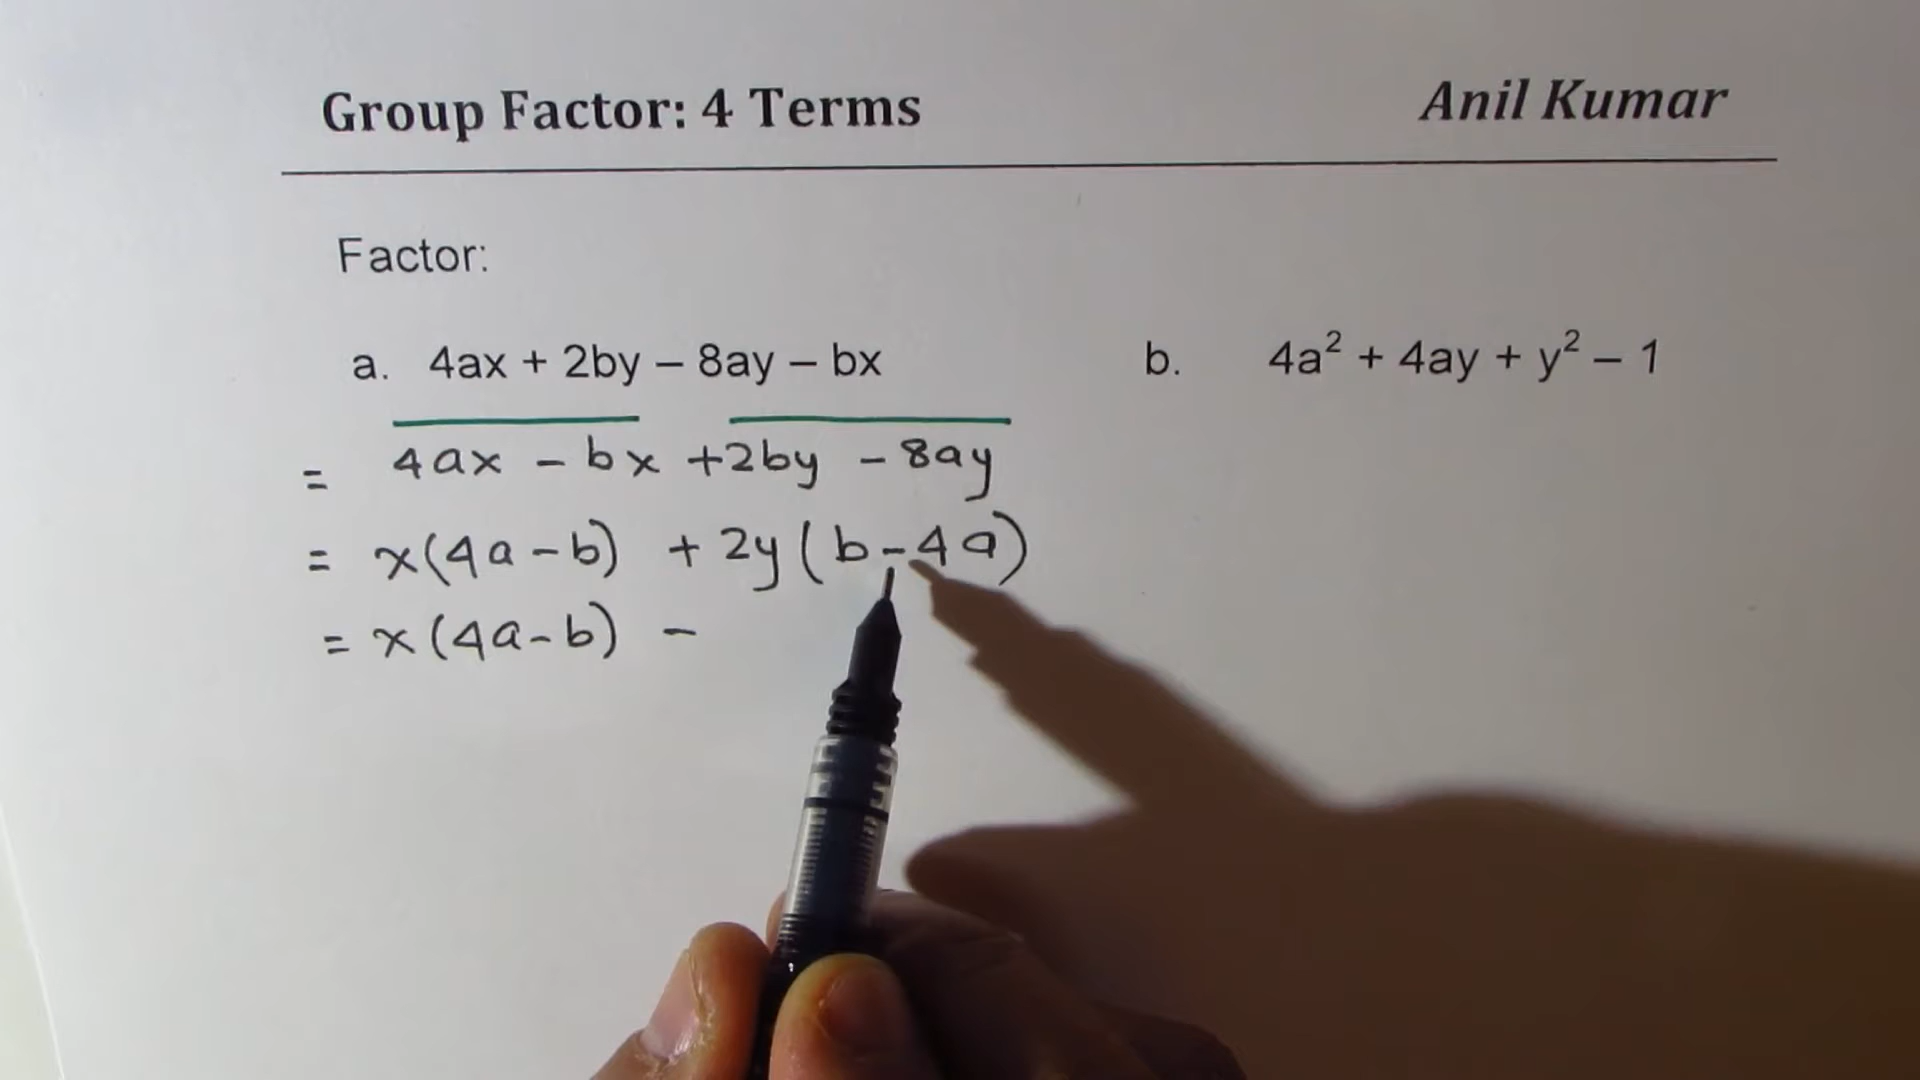 Group Factor: 4 Terms
Anil Kumar
Factor:
a. 4ax + 2by – 8ay – bx
b. 4a² + 4ay + y² – 1
= 4ax - bx +2by - 8ay
= x(4a-b) + 2y(b-4a)
= x(4a-b) -